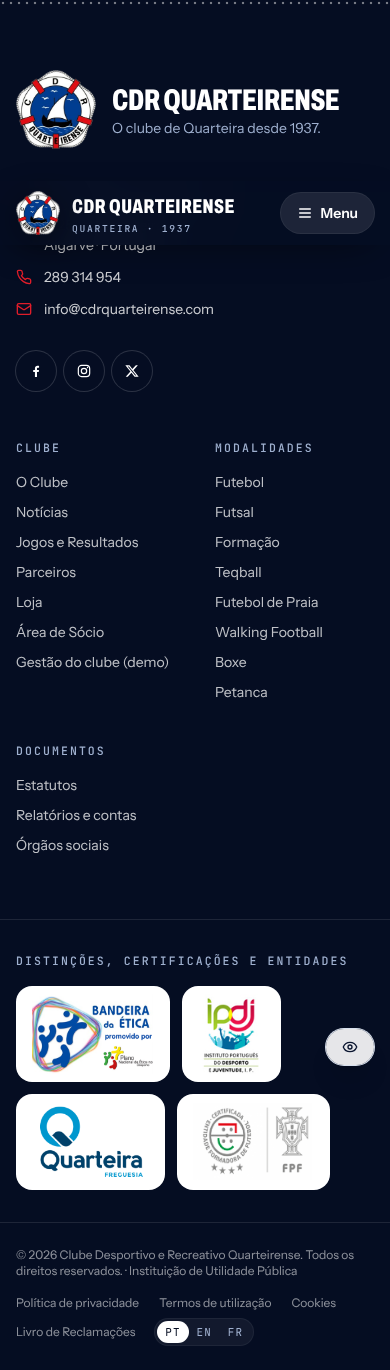 CDR QUARTEIRENSE
O clube de Quarteira desde 1937.
CDR QUARTEIRENSE
QUARTEIRA · 1937
Menu
Algarve · Portugal
289 314 954
info@cdrquarteirense.com
CLUBE
O Clube
Notícias
Jogos e Resultados
Parceiros
Loja
Área de Sócio
Gestão do clube (demo)
MODALIDADES
Futebol
Futsal
Formação
Teqball
Futebol de Praia
Walking Football
Boxe
Petanca
DOCUMENTOS
Estatutos
Relatórios e contas
Órgãos sociais
DISTINÇÕES, CERTIFICAÇÕES E ENTIDADES
BANDEIRA
da ÉTICA
promovido por
ipdj
INSTITUTO PORTUGUÊS
DO DESPORTO
E JUVENTUDE, I. P.
Quarteira
FREGUESIA
FPF
© 2026 Clube Desportivo e Recreativo Quarteirense. Todos os
direitos reservados. · Instituição de Utilidade Pública
Política de privacidade
Termos de utilização
Cookies
Livro de Reclamações
PT EN FR